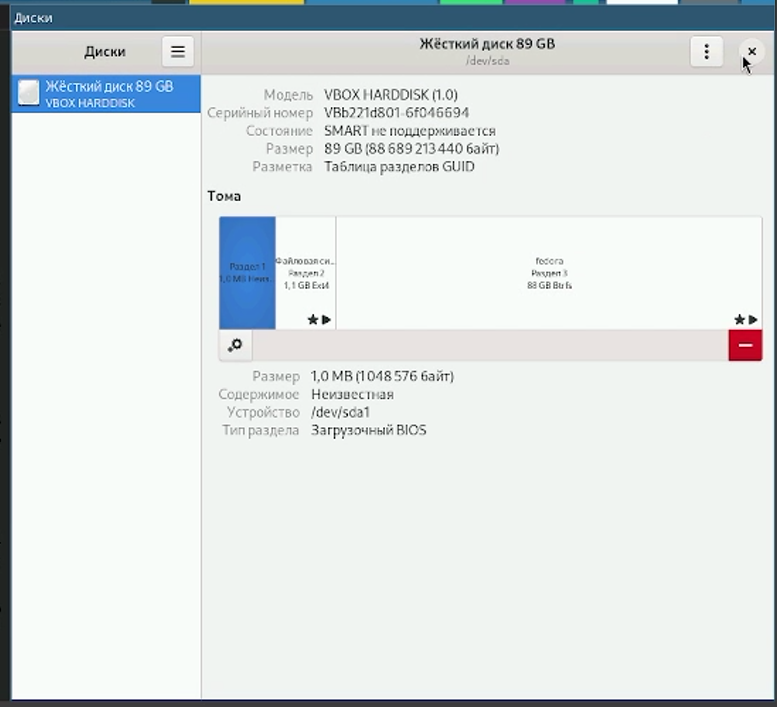 Диски
Диски
Жёсткий диск 89 GB
/dev/sda
Жёсткий диск 89 GB
VBOX HARDDISK
Модель VBOX HARDDISK (1.0)
Серийный номер VBb221d801-6f046694
Состояние SMART не поддерживается
Размер 89 GB (88 689 213 440 байт)
Разметка Таблица разделов GUID
Тома
Раздел 1
1,0 MB Неиз...
Файловая си...
Раздел 2
1,1 GB Ext4
fedora
Раздел 3
88 GB Btrfs
Размер 1,0 MB (1 048 576 байт)
Содержимое Неизвестная
Устройство /dev/sda1
Тип раздела Загрузочный BIOS